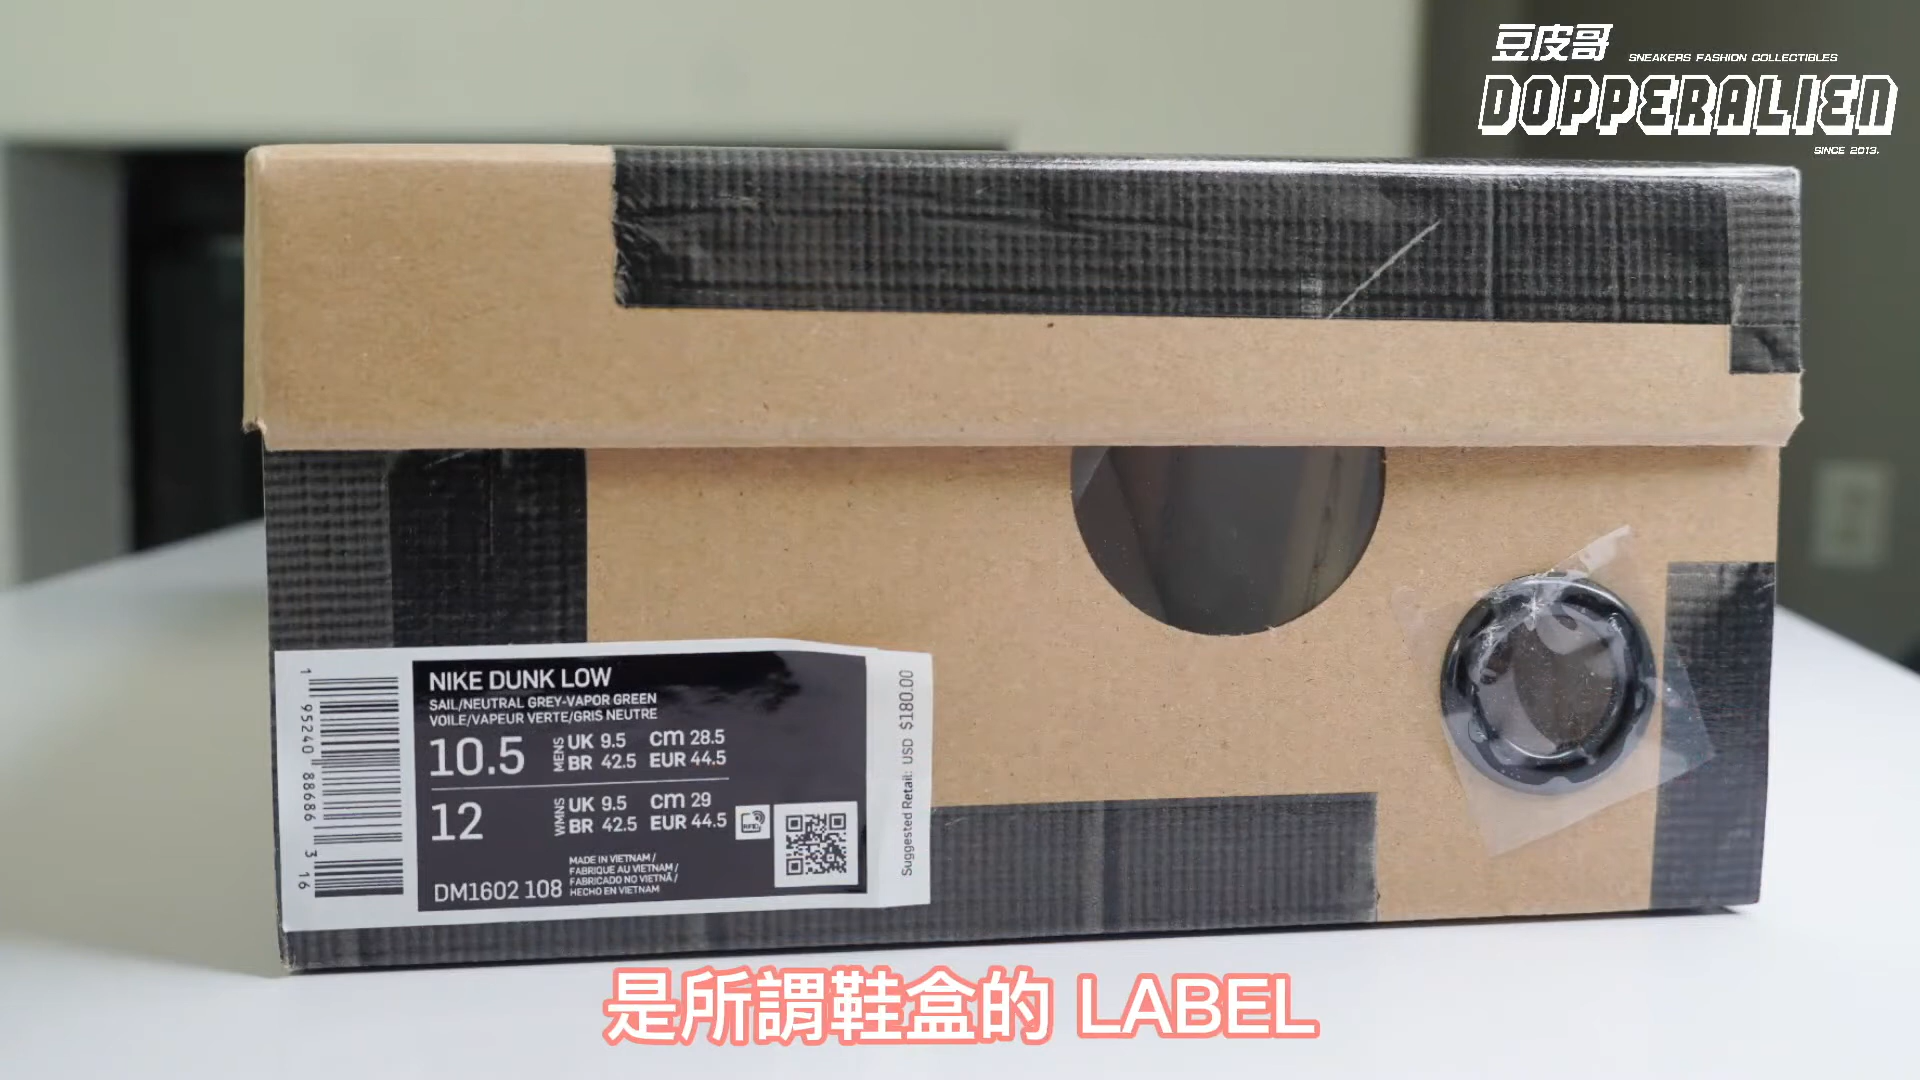 豆皮哥
SNEAKERS FASHION COLLECTIBLES
DOPPERALIEN
SINCE 2013.
NIKE DUNK LOW
SAIL/NEUTRAL GREY-VAPOR GREEN
VOILE/VAPEUR VERTE/GRIS NEUTRE
10.5 MENS UK 9.5 cm 28.5
BR 42.5 EUR 44.5
12 WMNS UK 9.5 cm 29
BR 42.5 EUR 44.5
RFID
MADE IN VIETNAM /
FABRIQUE AU VIETNAM /
FABRICADO NO VIETNÃ /
HECHO EN VIETNAM
DM1602 108
1 95240 88686 3 16
Suggested Retail: USD $180.00
是所謂鞋盒的 LABEL